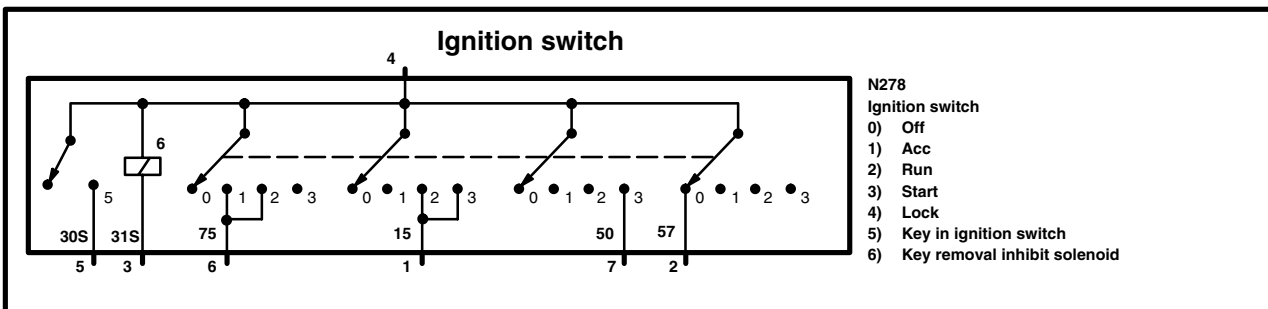 Ignition switch
4
6
5
0 1 2 3
0 1 2 3
0 1 2 3
0 1 2 3
30S 31S 75 15 50 57
5 3 6 1 7 2
N278
Ignition switch
0) Off
1) Acc
2) Run
3) Start
4) Lock
5) Key in ignition switch
6) Key removal inhibit solenoid